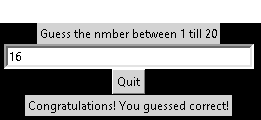 Guess the nmber between 1 till 20
16
Quit
Congratulations! You guessed correct!